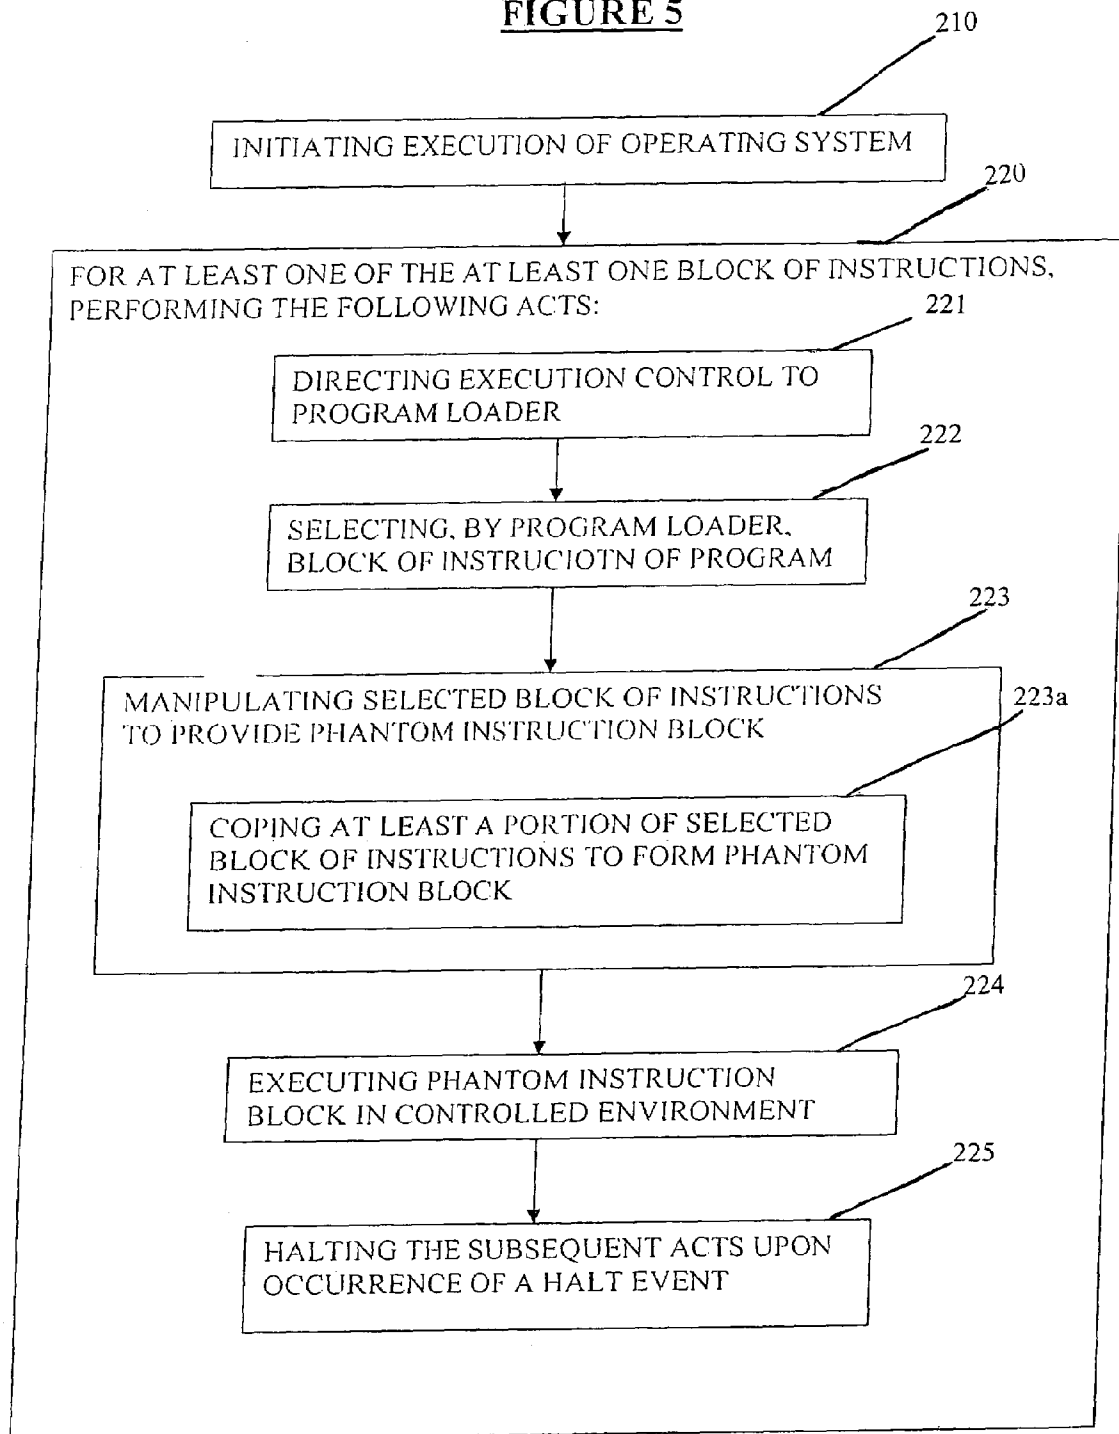 FIGURE 5
210
INITIATING EXECUTION OF OPERATING SYSTEM
220
FOR AT LEAST ONE OF THE AT LEAST ONE BLOCK OF INSTRUCTIONS,
PERFORMING THE FOLLOWING ACTS:
221
DIRECTING EXECUTION CONTROL TO
PROGRAM LOADER
222
SELECTING, BY PROGRAM LOADER,
BLOCK OF INSTRUCIOTN OF PROGRAM
223
MANIPULATING SELECTED BLOCK OF INSTRUCTIONS
TO PROVIDE PHANTOM INSTRUCTION BLOCK
223a
COPING AT LEAST A PORTION OF SELECTED
BLOCK OF INSTRUCTIONS TO FORM PHANTOM
INSTRUCTION BLOCK
224
EXECUTING PHANTOM INSTRUCTION
BLOCK IN CONTROLLED ENVIRONMENT
225
HALTING THE SUBSEQUENT ACTS UPON
OCCURRENCE OF A HALT EVENT